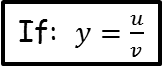 If: y = u/v